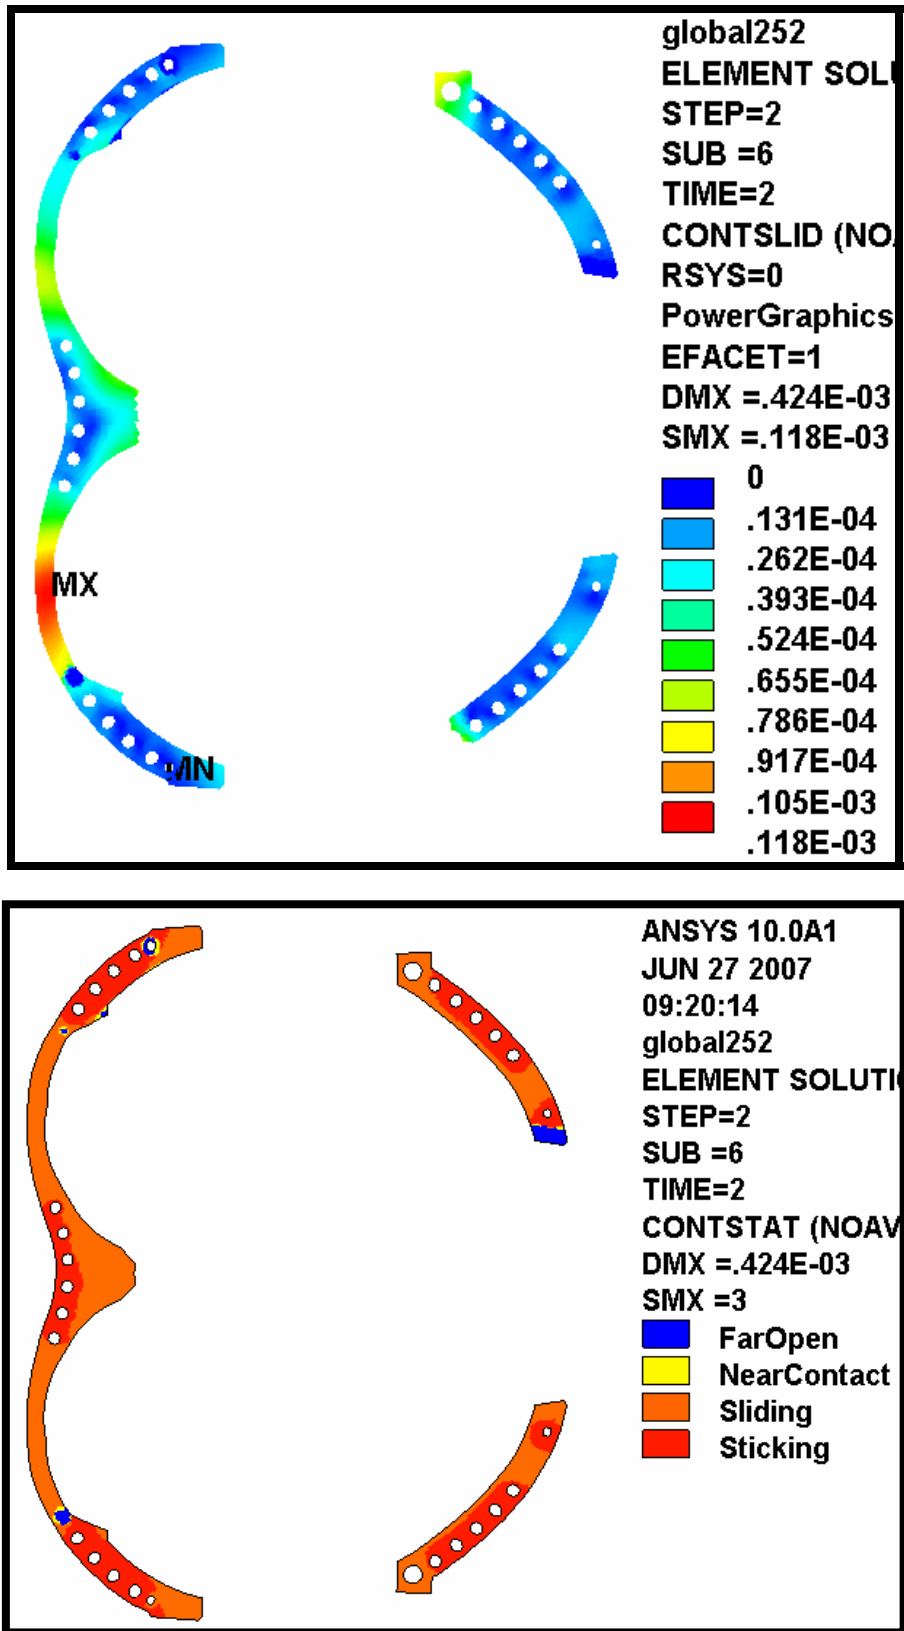 global252
ELEMENT SOLU
STEP=2
SUB =6
TIME=2
CONTSLID (NOA
RSYS=0
PowerGraphics
EFACET=1
DMX =.424E-03
SMX =.118E-03
0
.131E-04
.262E-04
.393E-04
.524E-04
.655E-04
.786E-04
.917E-04
.105E-03
.118E-03
MX
MN
ANSYS 10.0A1
JUN 27 2007
09:20:14
global252
ELEMENT SOLUTI
STEP=2
SUB =6
TIME=2
CONTSTAT (NOAV
DMX =.424E-03
SMX =3
FarOpen
NearContact
Sliding
Sticking